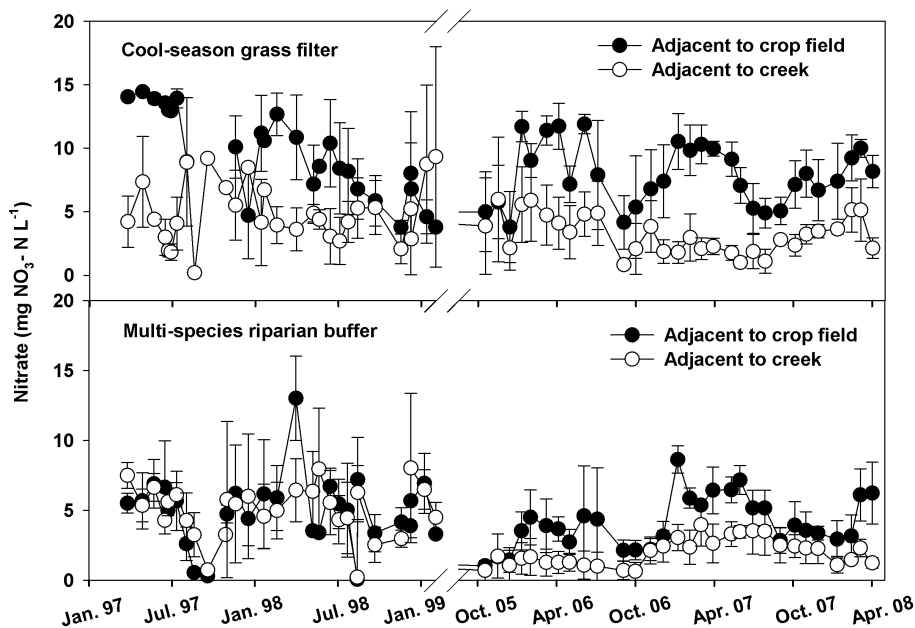 20
15
10
5
0
Cool-season grass filter
Adjacent to crop field
Adjacent to creek
Nitrate (mg NO3- N L-1)
20
15
10
5
0
Multi-species riparian buffer
Adjacent to crop field
Adjacent to creek
Jan. 97 Jul. 97 Jan. 98 Jul. 98 Jan. 99 Oct. 05 Apr. 06 Oct. 06 Apr. 07 Oct. 07 Apr. 08